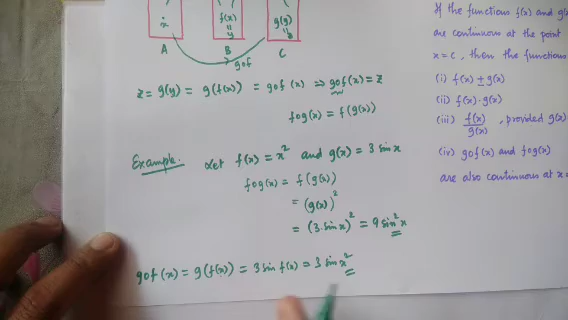 x
f(x)
g(y)
=
=
y
z
A
B
C
gof
z = g(y) = g(f(x)) = gof(x) ⇒ gof(x) = z
fog(x) = f(g(x))
Example. Let f(x) = x² and g(x) = 3 sin x
fog(x) = f(g(x))
= (g(x))²
= (3 sin x)² = 9 sin²x
gof(x) = g(f(x)) = 3 sin f(x) = 3 sin x²
If the functions f(x) and g(x
are continuous at the point
x = c, then the functions
(i) f(x) ± g(x)
(ii) f(x) · g(x)
(iii) f(x)/g(x), provided g(x)
(iv) gof(x) and fog(x)
are also continuous at x =